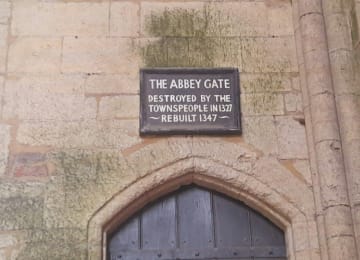 THE ABBEY GATE
DESTROYED BY THE
TOWNSPEOPLE IN 1327
~ REBUILT 1347 ~